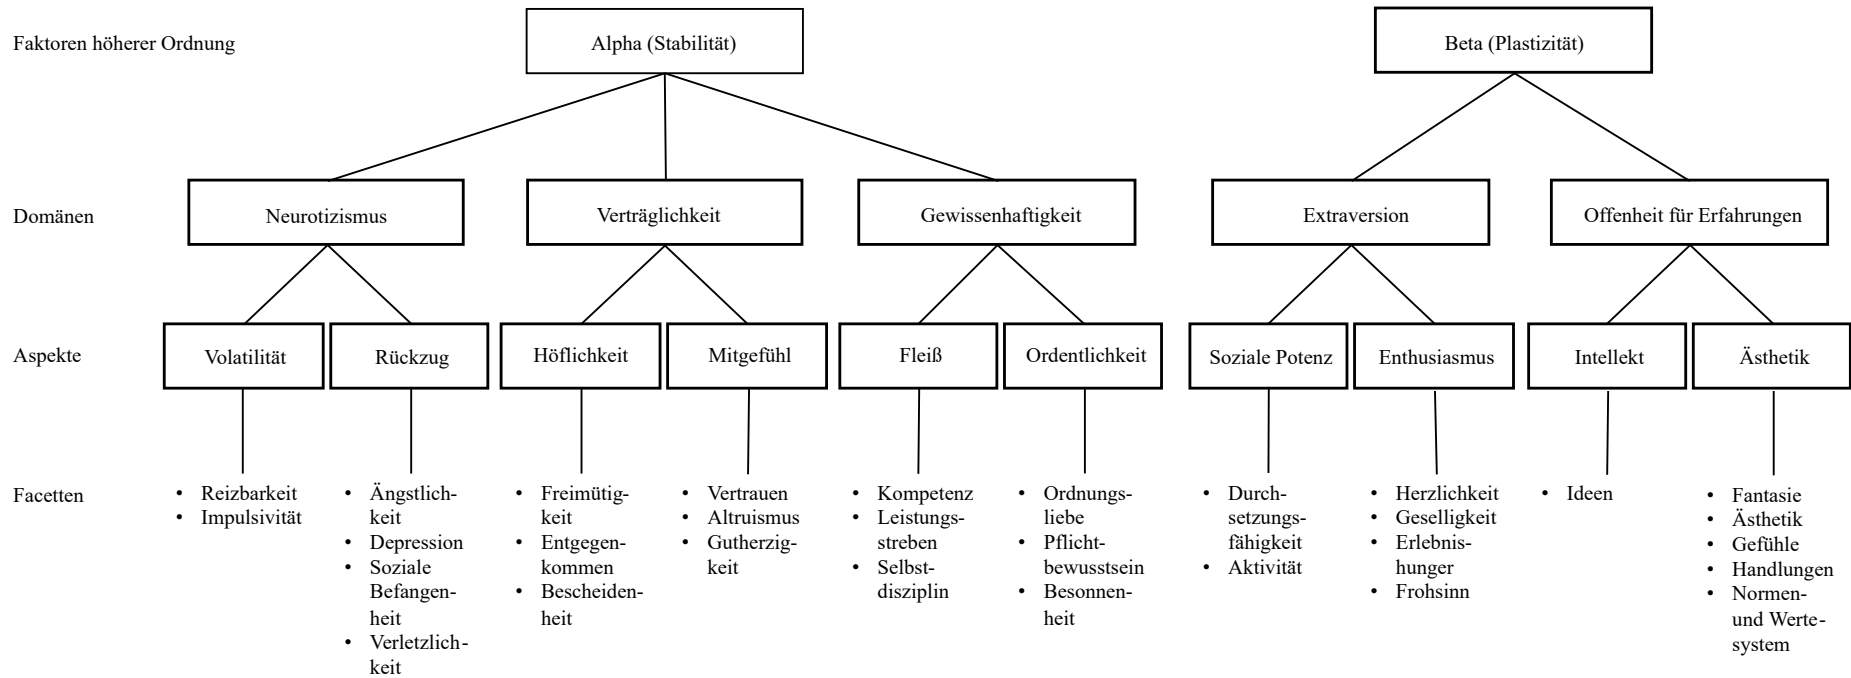 Faktoren höherer Ordnung
Alpha (Stabilität)
Beta (Plastizität)
Domänen
Neurotizismus
Verträglichkeit
Gewissenhaftigkeit
Extraversion
Offenheit für Erfahrungen
Aspekte
Volatilität
Rückzug
Höflichkeit
Mitgefühl
Fleiß
Ordentlichkeit
Soziale Potenz
Enthusiasmus
Intellekt
Ästhetik
Facetten
• Reizbarkeit
• Impulsivität
• Ängstlich-
keit
• Depression
• Soziale
Befangen-
heit
• Verletzlich-
keit
• Freimütig-
keit
• Entgegen-
kommen
• Bescheiden-
heit
• Vertrauen
• Altruismus
• Gutherzig-
keit
• Kompetenz
• Leistungs-
streben
• Selbst-
disziplin
• Ordnungs-
liebe
• Pflicht-
bewusstsein
• Besonnen-
heit
• Durch-
setzungs-
fähigkeit
• Aktivität
• Herzlichkeit
• Geselligkeit
• Erlebnis-
hunger
• Frohsinn
• Ideen
• Fantasie
• Ästhetik
• Gefühle
• Handlungen
• Normen-
und Werte-
system